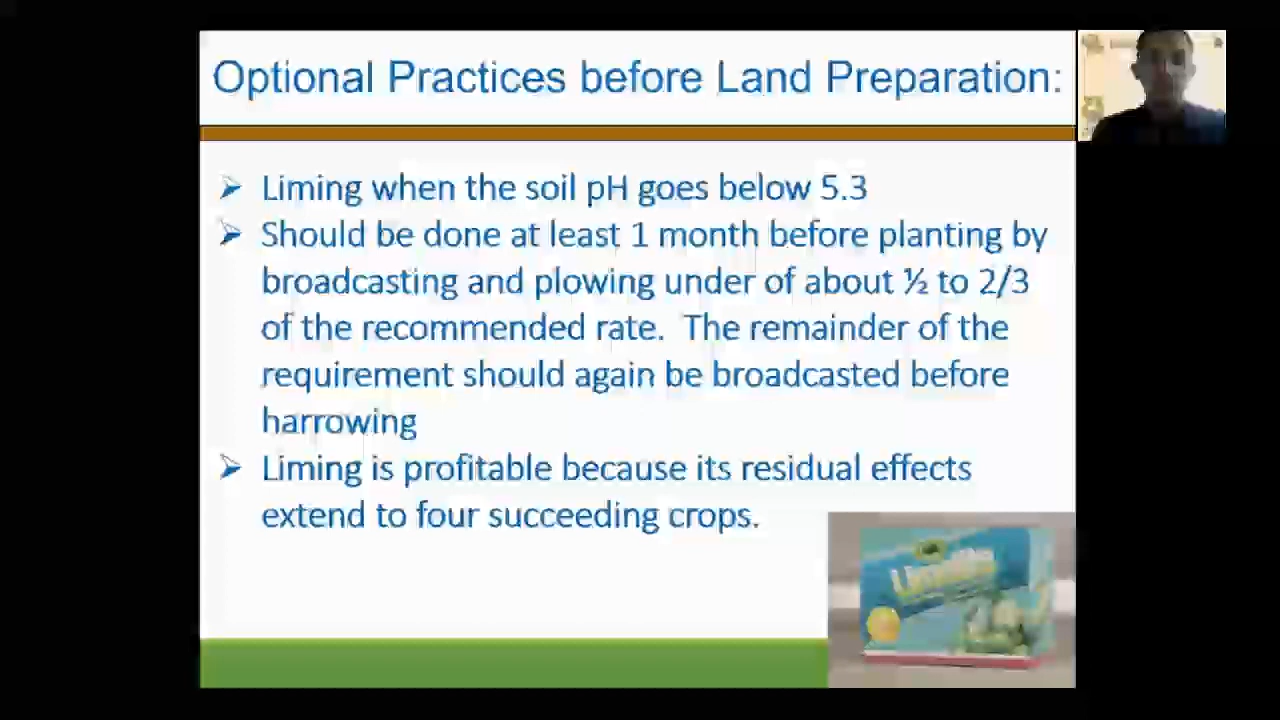 Optional Practices before Land Preparation:
➢ Liming when the soil pH goes below 5.3
➢ Should be done at least 1 month before planting by
broadcasting and plowing under of about ½ to 2/3
of the recommended rate. The remainder of the
requirement should again be broadcasted before
harrowing
➢ Liming is profitable because its residual effects
extend to four succeeding crops.